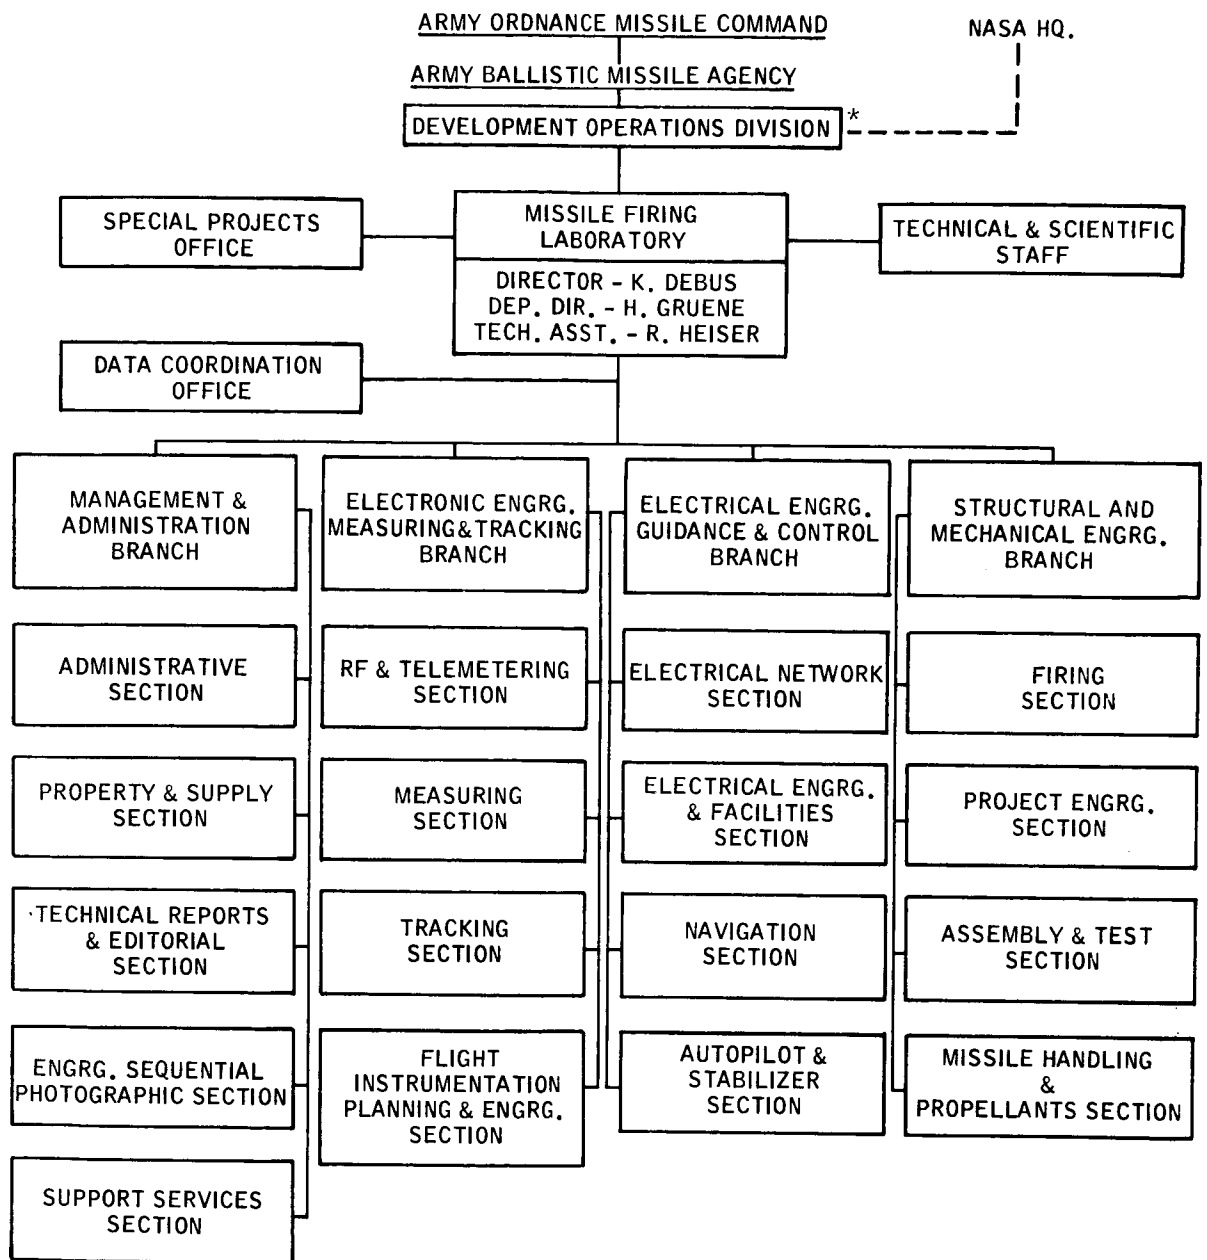 ARMY ORDNANCE MISSILE COMMAND
NASA HQ.
ARMY BALLISTIC MISSILE AGENCY
DEVELOPMENT OPERATIONS DIVISION *
SPECIAL PROJECTS
OFFICE
MISSILE FIRING
LABORATORY
TECHNICAL & SCIENTIFIC
STAFF
DIRECTOR - K. DEBUS
DEP. DIR. - H. GRUENE
TECH. ASST. - R. HEISER
DATA COORDINATION
OFFICE
MANAGEMENT &
ADMINISTRATION
BRANCH
ELECTRONIC ENGRG.
MEASURING & TRACKING
BRANCH
ELECTRICAL ENGRG.
GUIDANCE & CONTROL
BRANCH
STRUCTURAL AND
MECHANICAL ENGRG.
BRANCH
ADMINISTRATIVE
SECTION
RF & TELEMETERING
SECTION
ELECTRICAL NETWORK
SECTION
FIRING
SECTION
PROPERTY & SUPPLY
SECTION
MEASURING
SECTION
ELECTRICAL ENGRG.
& FACILITIES
SECTION
PROJECT ENGRG.
SECTION
TECHNICAL REPORTS
& EDITORIAL
SECTION
TRACKING
SECTION
NAVIGATION
SECTION
ASSEMBLY & TEST
SECTION
ENGRG. SEQUENTIAL
PHOTOGRAPHIC SECTION
FLIGHT
INSTRUMENTATION
PLANNING & ENGRG.
SECTION
AUTOPILOT &
STABILIZER
SECTION
MISSILE HANDLING
&
PROPELLANTS SECTION
SUPPORT SERVICES
SECTION